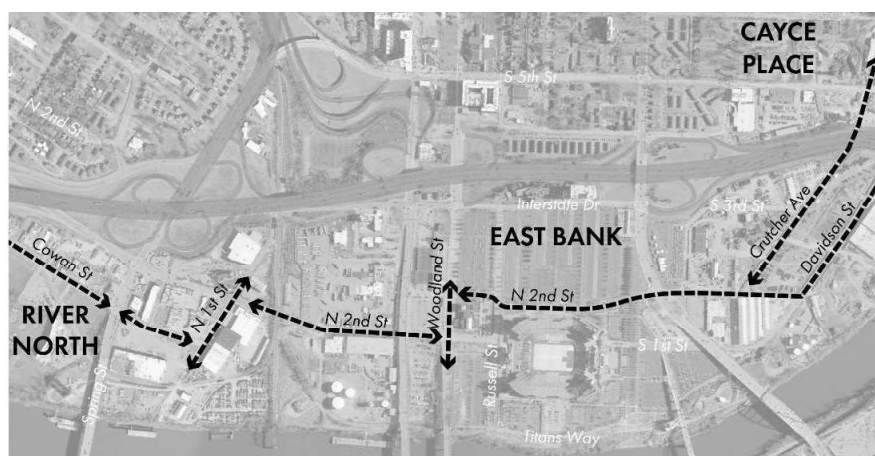 CAYCE
PLACE
S 5th St
N 2nd St
Interstate Dr
S 3rd St
Crutcher Ave
Davidson St
EAST BANK
Cowan St
N 1st St
Woodland St
N 2nd St
N 2nd St
RIVER
NORTH
Spring St
Russell St
S 1st St
Titans Way